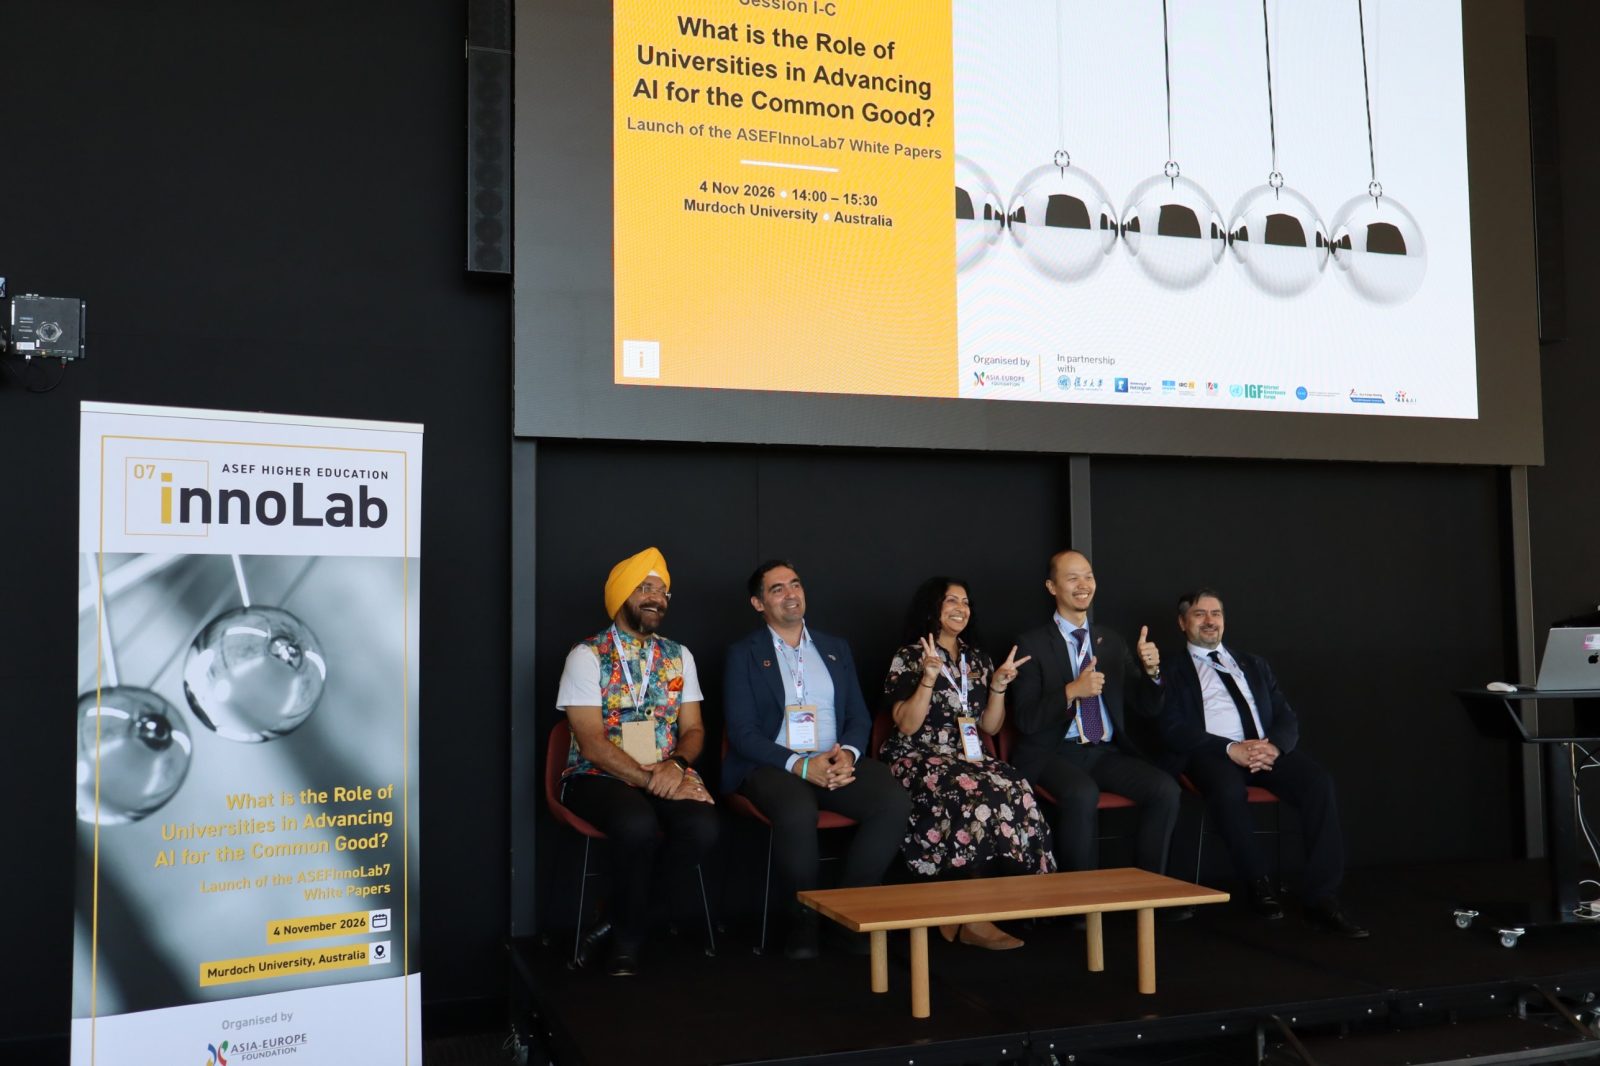 Session I-C
What is the Role of
Universities in Advancing
AI for the Common Good?
Launch of the ASEFInnoLab7 White Papers
4 Nov 2026 • 14:00 – 15:30
Murdoch University • Australia
i
Organised by
ASIA-EUROPE
FOUNDATION
In partnership
with
IGF Internet
Governance
Forum
07
ASEF HIGHER EDUCATION
innoLab
What is the Role of
Universities in Advancing
AI for the Common Good?
Launch of the ASEFInnoLab7
White Papers
4 November 2026
Murdoch University, Australia
Organised by
ASIA-EUROPE
FOUNDATION